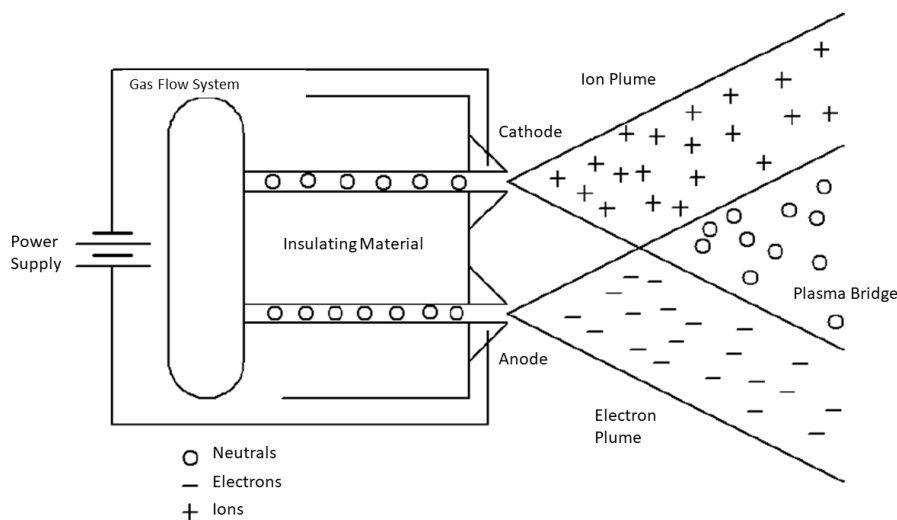 Gas Flow System
Ion Plume
Cathode
Power
Supply
Insulating Material
Plasma Bridge
Anode
Electron
Plume
Neutrals
Electrons
Ions